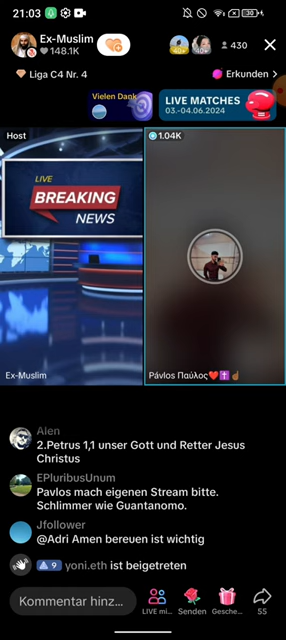 21:03
30
Ex-Muslim
148.1K
40+
40+
430
Liga C4 Nr. 4
Erkunden
Vielen Dank
LIVE MATCHES
03.-04.06.2024
Host
1.04K
LIVE
BREAKING
NEWS
Ex-Muslim
Pávlos Παύλος❤️✝️☝🏾
Alen
2.Petrus 1,1 unser Gott und Retter Jesus
Christus
EPluribusUnum
Pavlos mach eigenen Stream bitte.
Schlimmer wie Guantanomo.
Jfollower
@Adri Amen bereuen ist wichtig
9 yoni.eth ist beigetreten
Kommentar hinz...
LIVE mi...
Senden
Gesche...
55